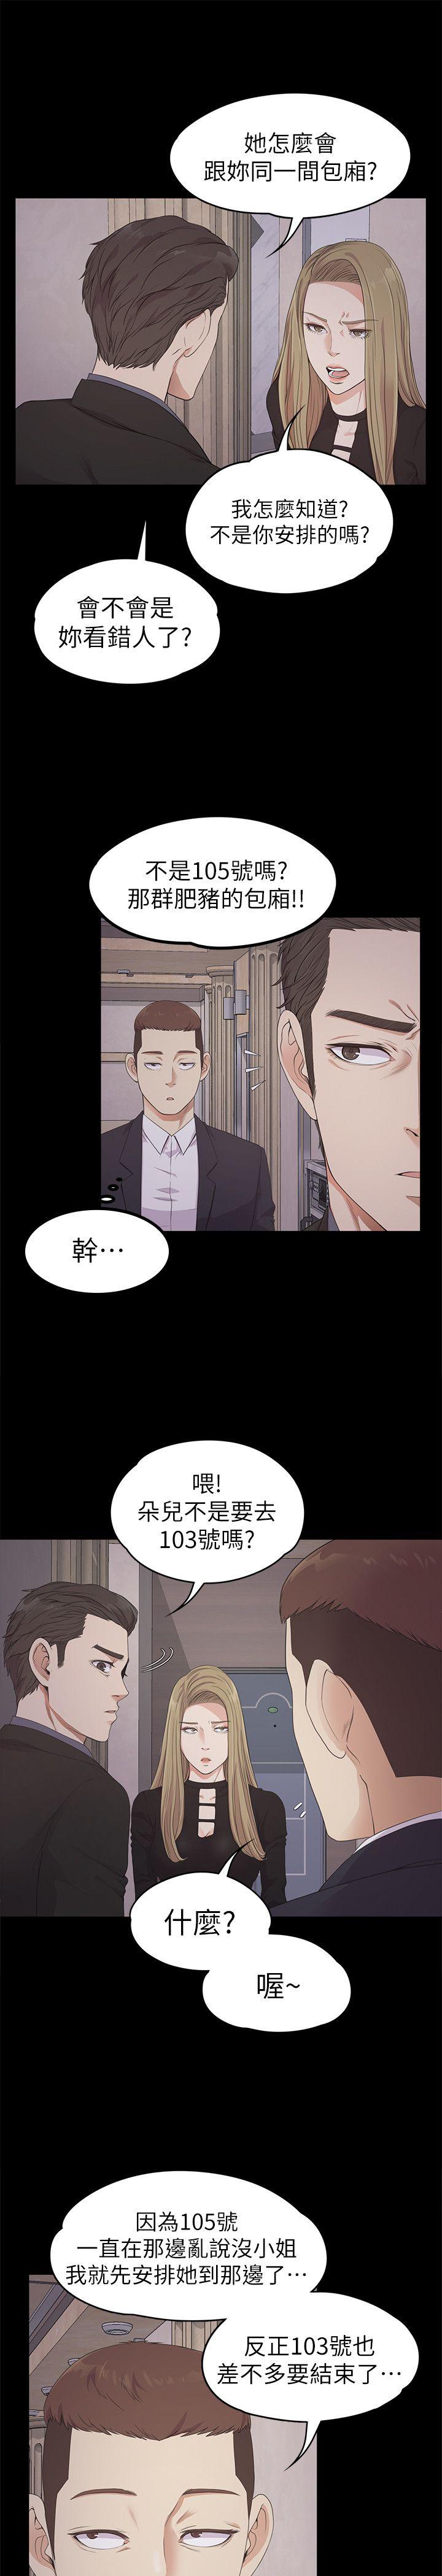 她怎麼會
跟妳同一間包廂?
我怎麼知道?
不是你安排的嗎?
會不會是
妳看錯人了?
不是105號嗎?
那群肥豬的包廂!!
幹⋯
喂!
朵兒不是要去
103號嗎?
什麼?
喔~
因為105號
一直在那邊亂說沒小姐
我就先安排她到那邊了⋯
反正103號也
差不多要結束了⋯